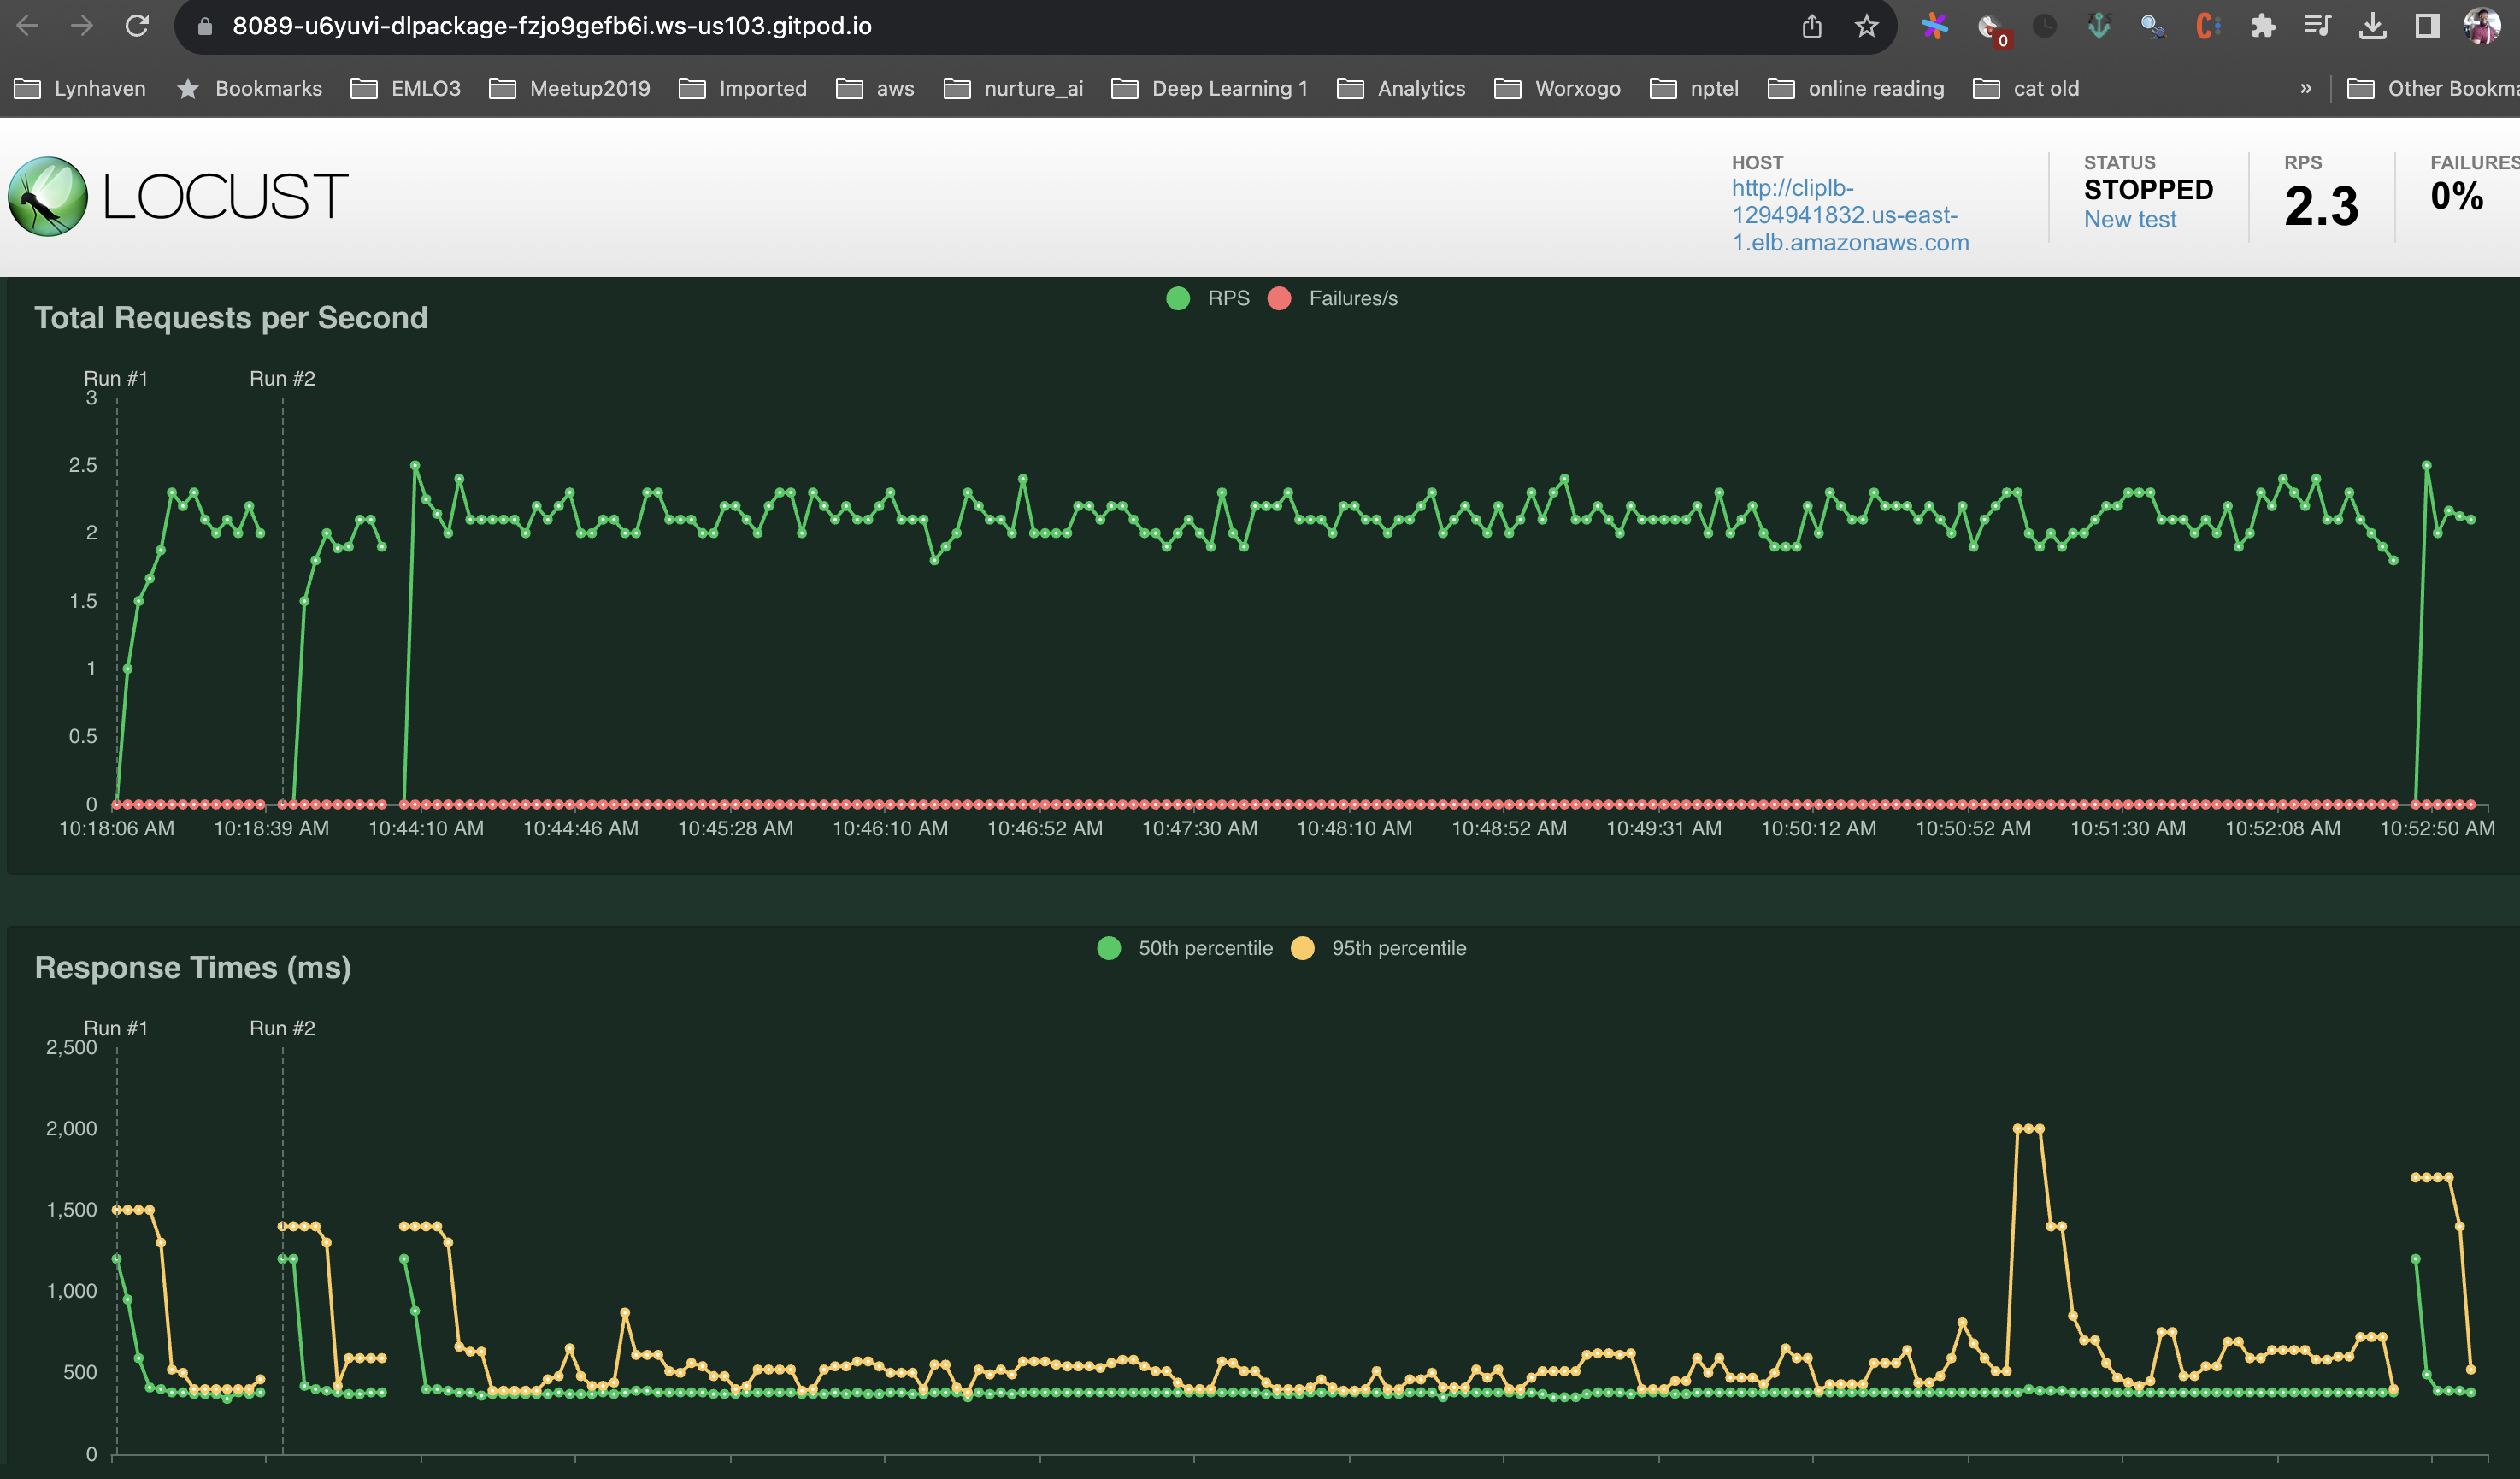 8089-u6yuvi-dlpackage-fzjo9gefb6i.ws-us103.gitpod.io
0
Lynhaven Bookmarks EMLO3 Meetup2019 Imported aws nurture_ai Deep Learning 1 Analytics Worxogo nptel online reading cat old » Other Bookma
LOCUST
HOST
http://cliplb-
1294941832.us-east-
1.elb.amazonaws.com
STATUS
STOPPED
New test
RPS
2.3
FAILURES
0%
Total Requests per Second
RPS Failures/s
Run #1 Run #2
3
2.5
2
1.5
1
0.5
0
10:18:06 AM 10:18:39 AM 10:44:10 AM 10:44:46 AM 10:45:28 AM 10:46:10 AM 10:46:52 AM 10:47:30 AM 10:48:10 AM 10:48:52 AM 10:49:31 AM 10:50:12 AM 10:50:52 AM 10:51:30 AM 10:52:08 AM 10:52:50 AM
Response Times (ms)
50th percentile 95th percentile
Run #1 Run #2
2,500
2,000
1,500
1,000
500
0